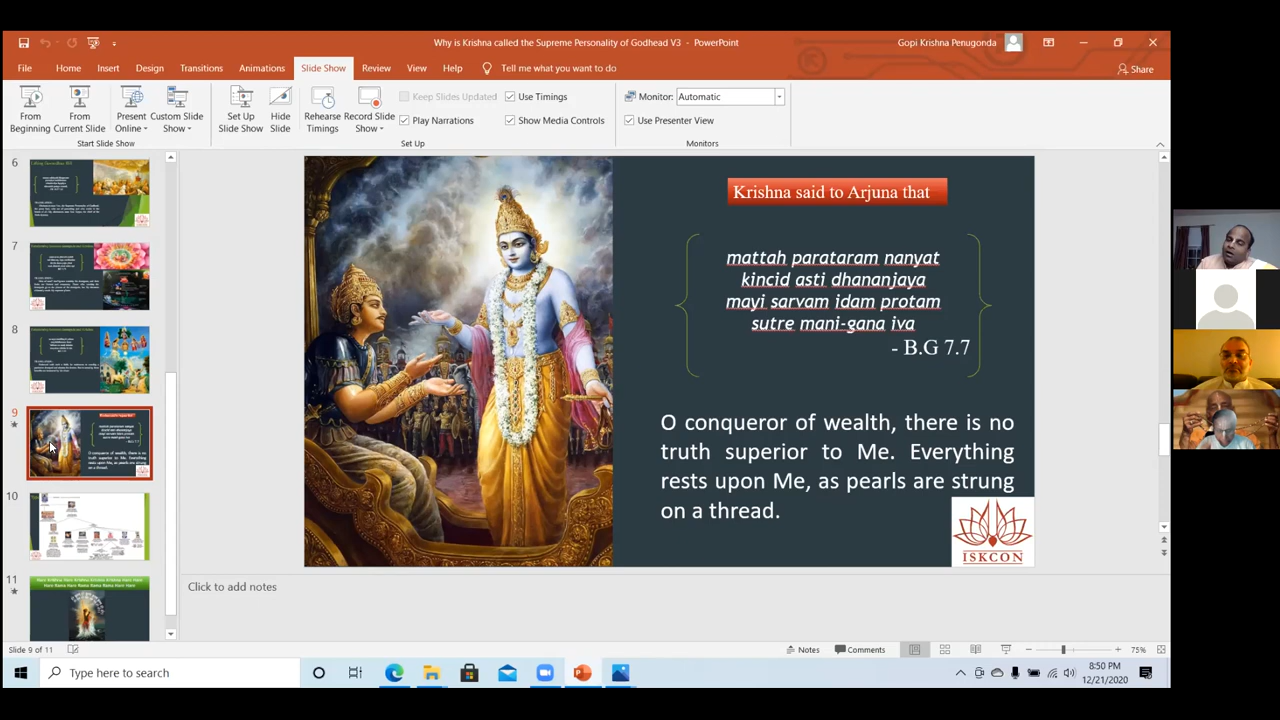 Why is Krishna called the Supreme Personality of Godhead V3 - PowerPoint
Gopi Krishna Penugonda
File Home Insert Design Transitions Animations Slide Show Review View Help Tell me what you want to do
Share
From Beginning
From Current Slide
Present Online
Custom Slide Show
Set Up Slide Show
Hide Slide
Rehearse Timings
Record Slide Show
Keep Slides Updated
Play Narrations
Use Timings
Show Media Controls
Monitor: Automatic
Use Presenter View
Start Slide Show
Set Up
Monitors
6
7
8
9
10
11
Krishna said to Arjuna that
mattah parataram nanyat
kincid asti dhananjaya
mayi sarvam idam protam
sutre mani-gana iva
- B.G 7.7
O conqueror of wealth, there is no
truth superior to Me. Everything
rests upon Me, as pearls are strung
on a thread.
ISKCON
Click to add notes
Slide 9 of 11
Notes
Comments
75%
Type here to search
8:50 PM
12/21/2020